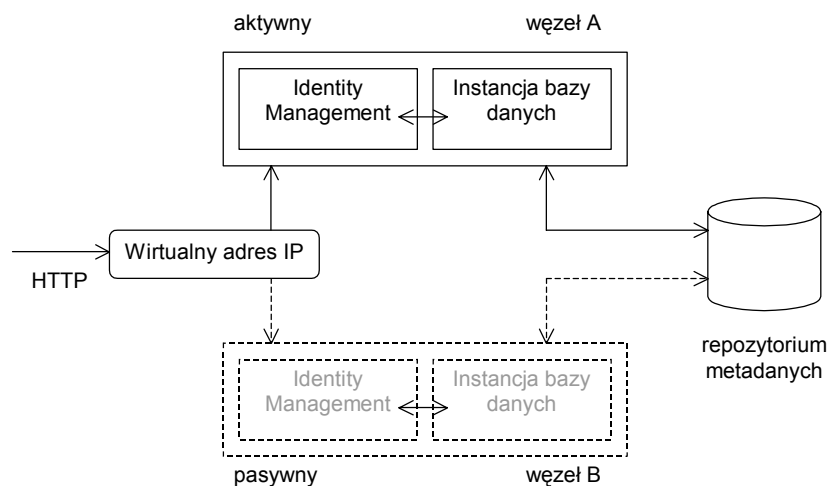 aktywny
węzeł A
Identity
Management
Instancja bazy
danych
Wirtualny adres IP
HTTP
repozytorium
metadanych
Identity
Management
Instancja bazy
danych
pasywny
węzeł B